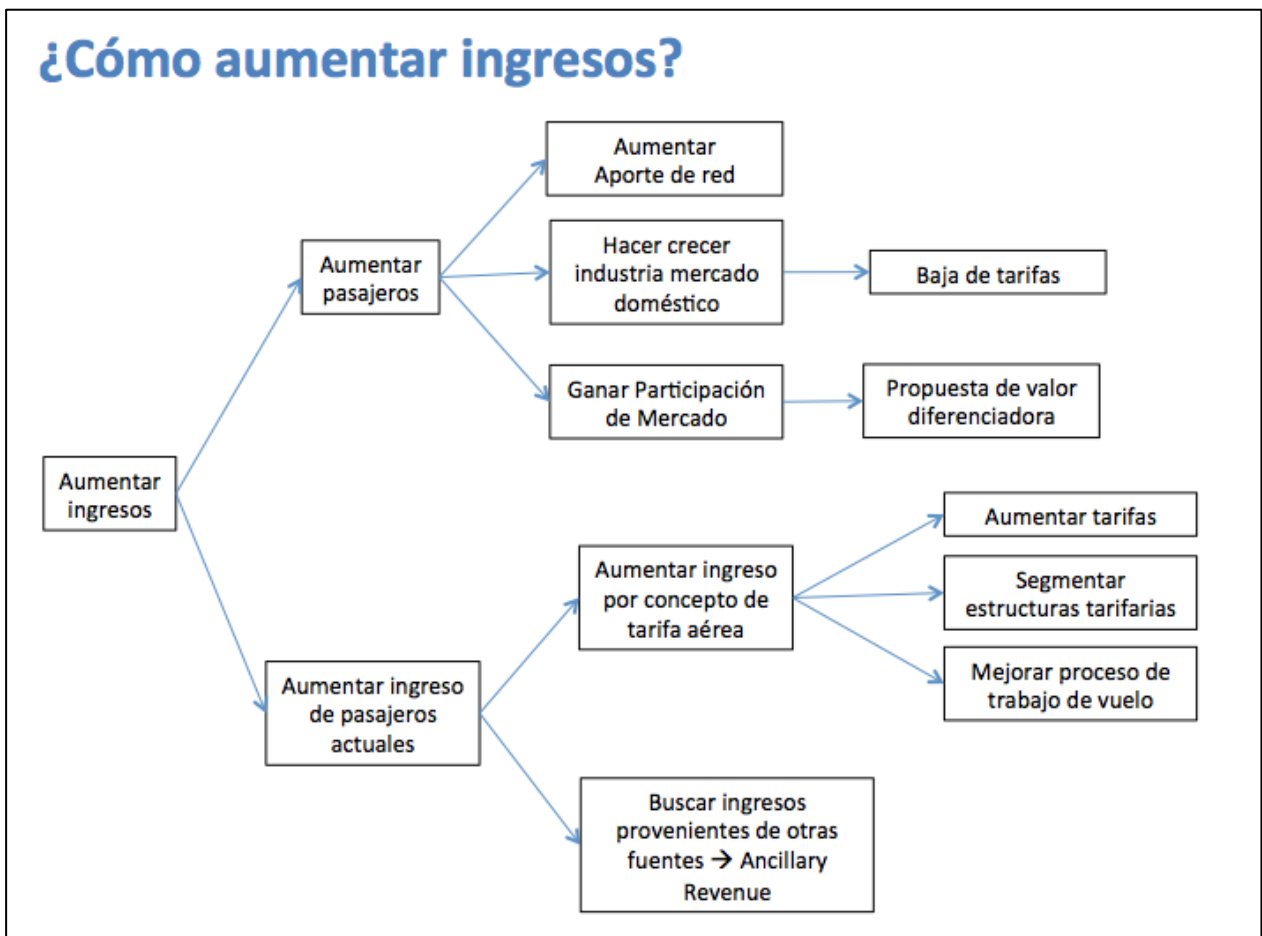 ¿Cómo aumentar ingresos?
Aumentar
Aporte de red
Hacer crecer
industria mercado
doméstico
Baja de tarifas
Aumentar
pasajeros
Ganar Participación
de Mercado
Propuesta de valor
diferenciadora
Aumentar
ingresos
Aumentar ingreso
por concepto de
tarifa aérea
Aumentar tarifas
Segmentar
estructuras tarifarias
Mejorar proceso de
trabajo de vuelo
Aumentar ingreso
de pasajeros
actuales
Buscar ingresos
provenientes de otras
fuentes → Ancillary
Revenue